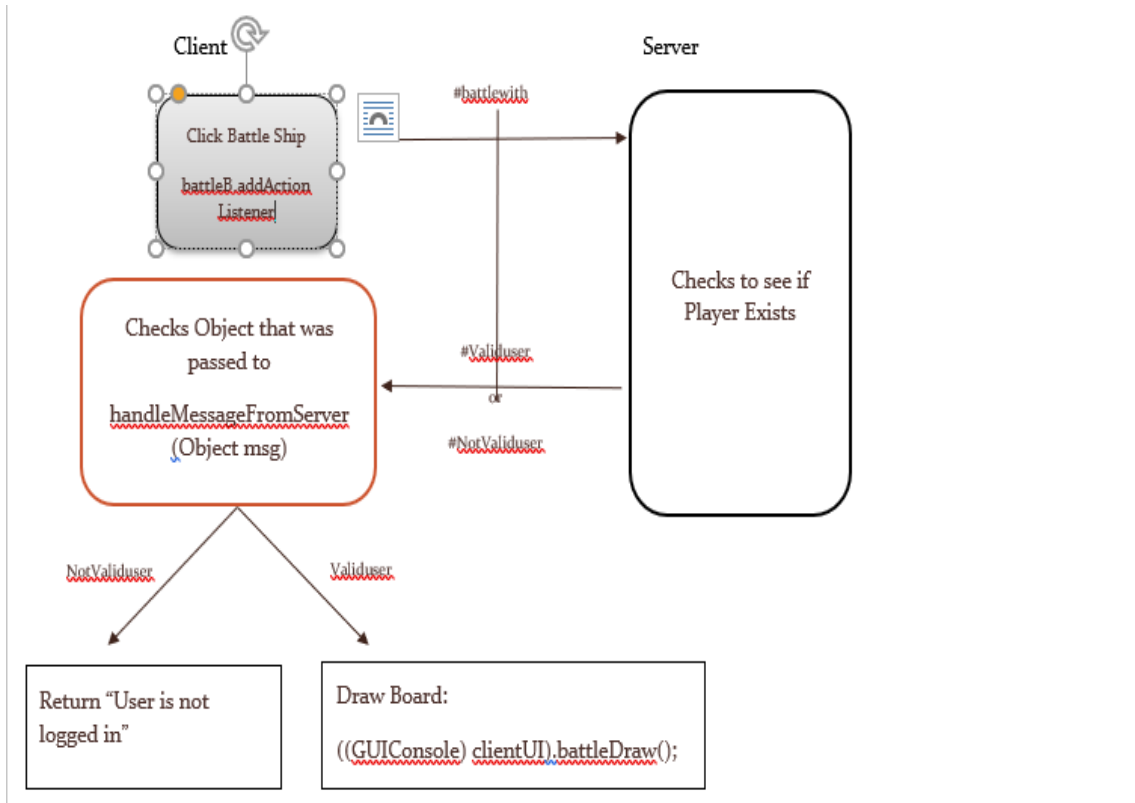 Client
Server
Click Battle Ship
battleB.addAction
Listener
#battlewith
Checks to see if
Player Exists
Checks Object that was
passed to
handleMessageFromServer
(Object msg)
#Validuser
or
#NotValiduser
NotValiduser
Validuser
Return “User is not
logged in”
Draw Board:
((GUIConsole) clientUI).battleDraw();